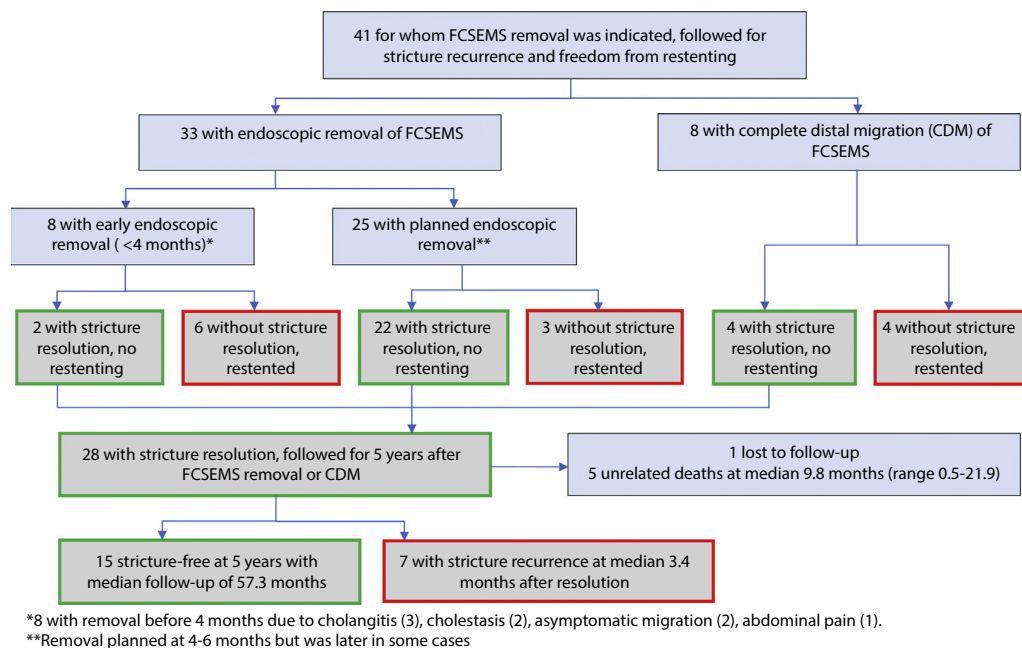 41 for whom FCSEMS removal was indicated, followed for
stricture recurrence and freedom from restenting
33 with endoscopic removal of FCSEMS
8 with complete distal migration (CDM) of
FCSEMS
8 with early endoscopic
removal ( <4 months)*
25 with planned endoscopic
removal**
2 with stricture
resolution, no
restenting
6 without stricture
resolution,
restented
22 with stricture
resolution, no
restenting
3 without stricture
resolution,
restented
4 with stricture
resolution, no
restenting
4 without stricture
resolution,
restented
28 with stricture resolution, followed for 5 years after
FCSEMS removal or CDM
1 lost to follow-up
5 unrelated deaths at median 9.8 months (range 0.5-21.9)
15 stricture-free at 5 years with
median follow-up of 57.3 months
7 with stricture recurrence at median 3.4
months after resolution
*8 with removal before 4 months due to cholangitis (3), cholestasis (2), asymptomatic migration (2), abdominal pain (1).
**Removal planned at 4-6 months but was later in some cases